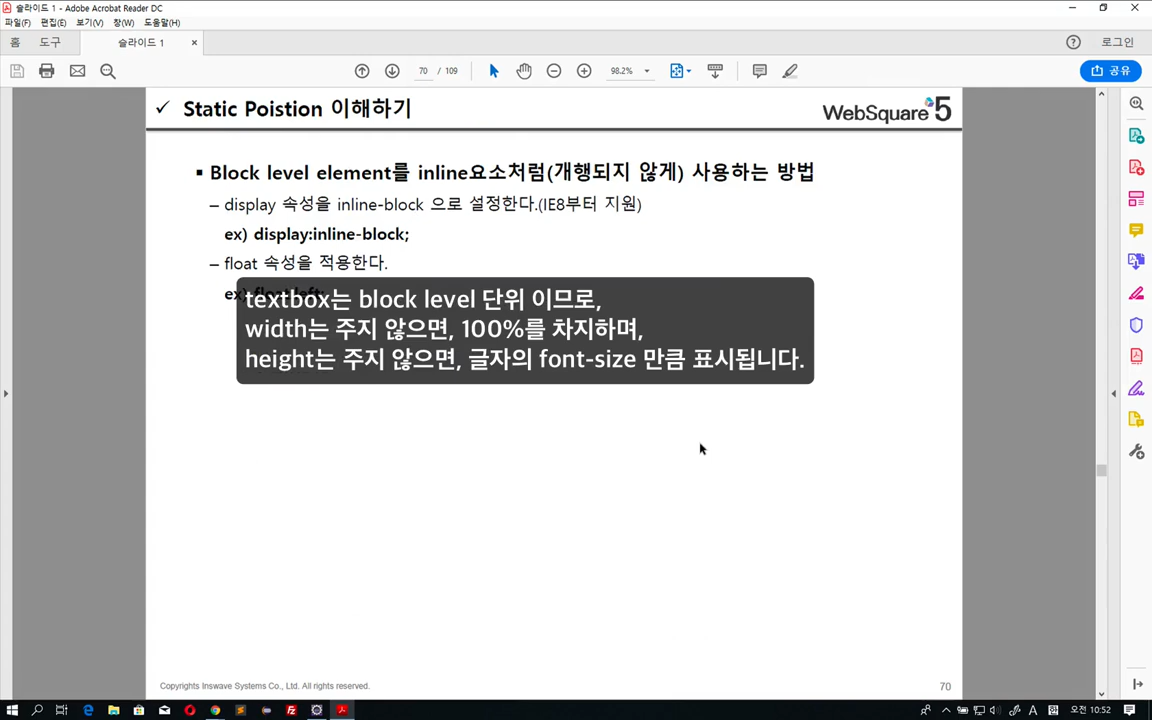 슬라이드 1 - Adobe Acrobat Reader DC
파일(F) 편집(E) 보기(V) 창(W) 도움말(H)
홈 도구 슬라이드 1 × 로그인
70 / 109 98.2% 공유
✓ Static Poistion 이해하기
WebSquare 5
▪ Block level element를 inline요소처럼(개행되지 않게) 사용하는 방법
– display 속성을 inline-block 으로 설정한다.(IE8부터 지원)
ex) display:inline-block;
– float 속성을 적용한다.
ex) float:left;
textbox는 block level 단위 이므로,
width는 주지 않으면, 100%를 차지하며,
height는 주지 않으면, 글자의 font-size 만큼 표시됩니다.
Copyrights Inswave Systems Co., Ltd. All rights reserved.
70
A 한 오전 10:52